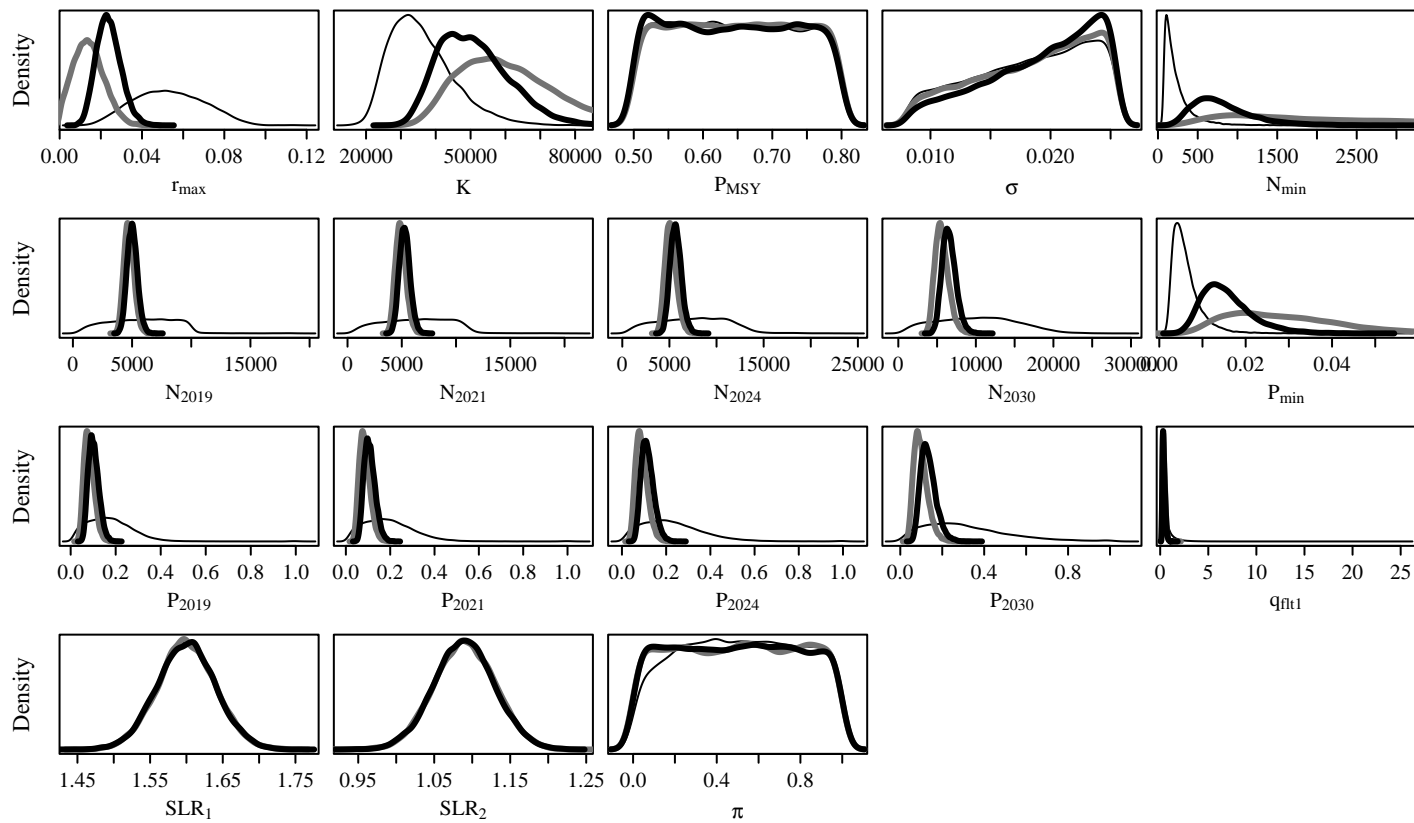 Density
0.00 0.04 0.08 0.12
r_max
20000 50000 80000
K
0.50 0.60 0.70 0.80
P_MSY
0.010 0.020
σ
0 500 1500 2500
N_min
Density
0 5000 15000
N_2019
0 5000 15000
N_2021
0 5000 15000 25000
N_2024
0 10000 20000 30000
N_2030
0.00 0.02 0.04
P_min
Density
0.0 0.2 0.4 0.6 0.8 1.0
P_2019
0.0 0.2 0.4 0.6 0.8 1.0
P_2021
0.0 0.2 0.4 0.6 0.8 1.0
P_2024
0.0 0.4 0.8
P_2030
0 5 10 15 20 25
q_flt1
Density
1.45 1.55 1.65 1.75
SLR_1
0.95 1.05 1.15 1.25
SLR_2
0.0 0.4 0.8
π